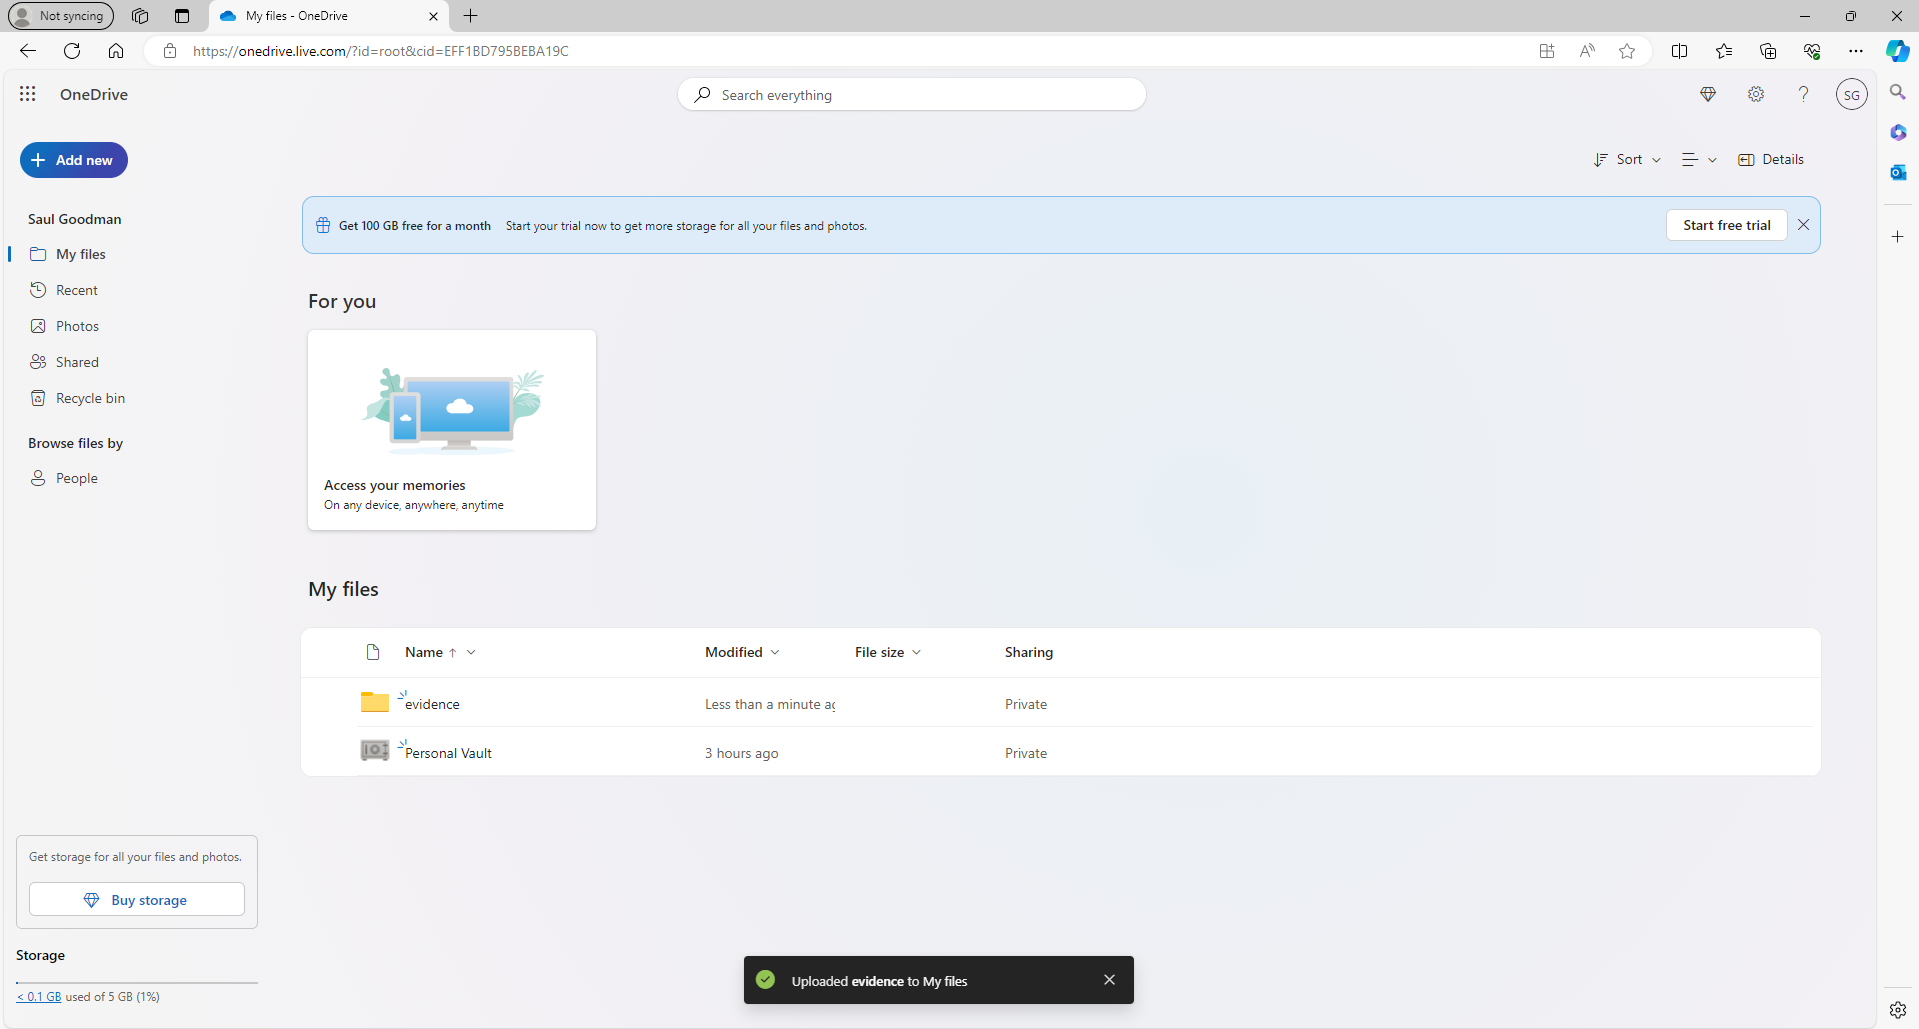 Not syncing
My files - OneDrive
https://onedrive.live.com/?id=root&cid=EFF1BD795BEBA19C
OneDrive
Search everything
SG
Add new
Sort
Details
Saul Goodman
Get 100 GB free for a month Start your trial now to get more storage for all your files and photos.
Start free trial
My files
Recent
Photos
Shared
Recycle bin
Browse files by
People
For you
Access your memories
On any device, anywhere, anytime
My files
Name Modified File size Sharing
evidence Less than a minute ag Private
Personal Vault 3 hours ago Private
Get storage for all your files and photos.
Buy storage
Storage
< 0.1 GB used of 5 GB (1%)
Uploaded evidence to My files